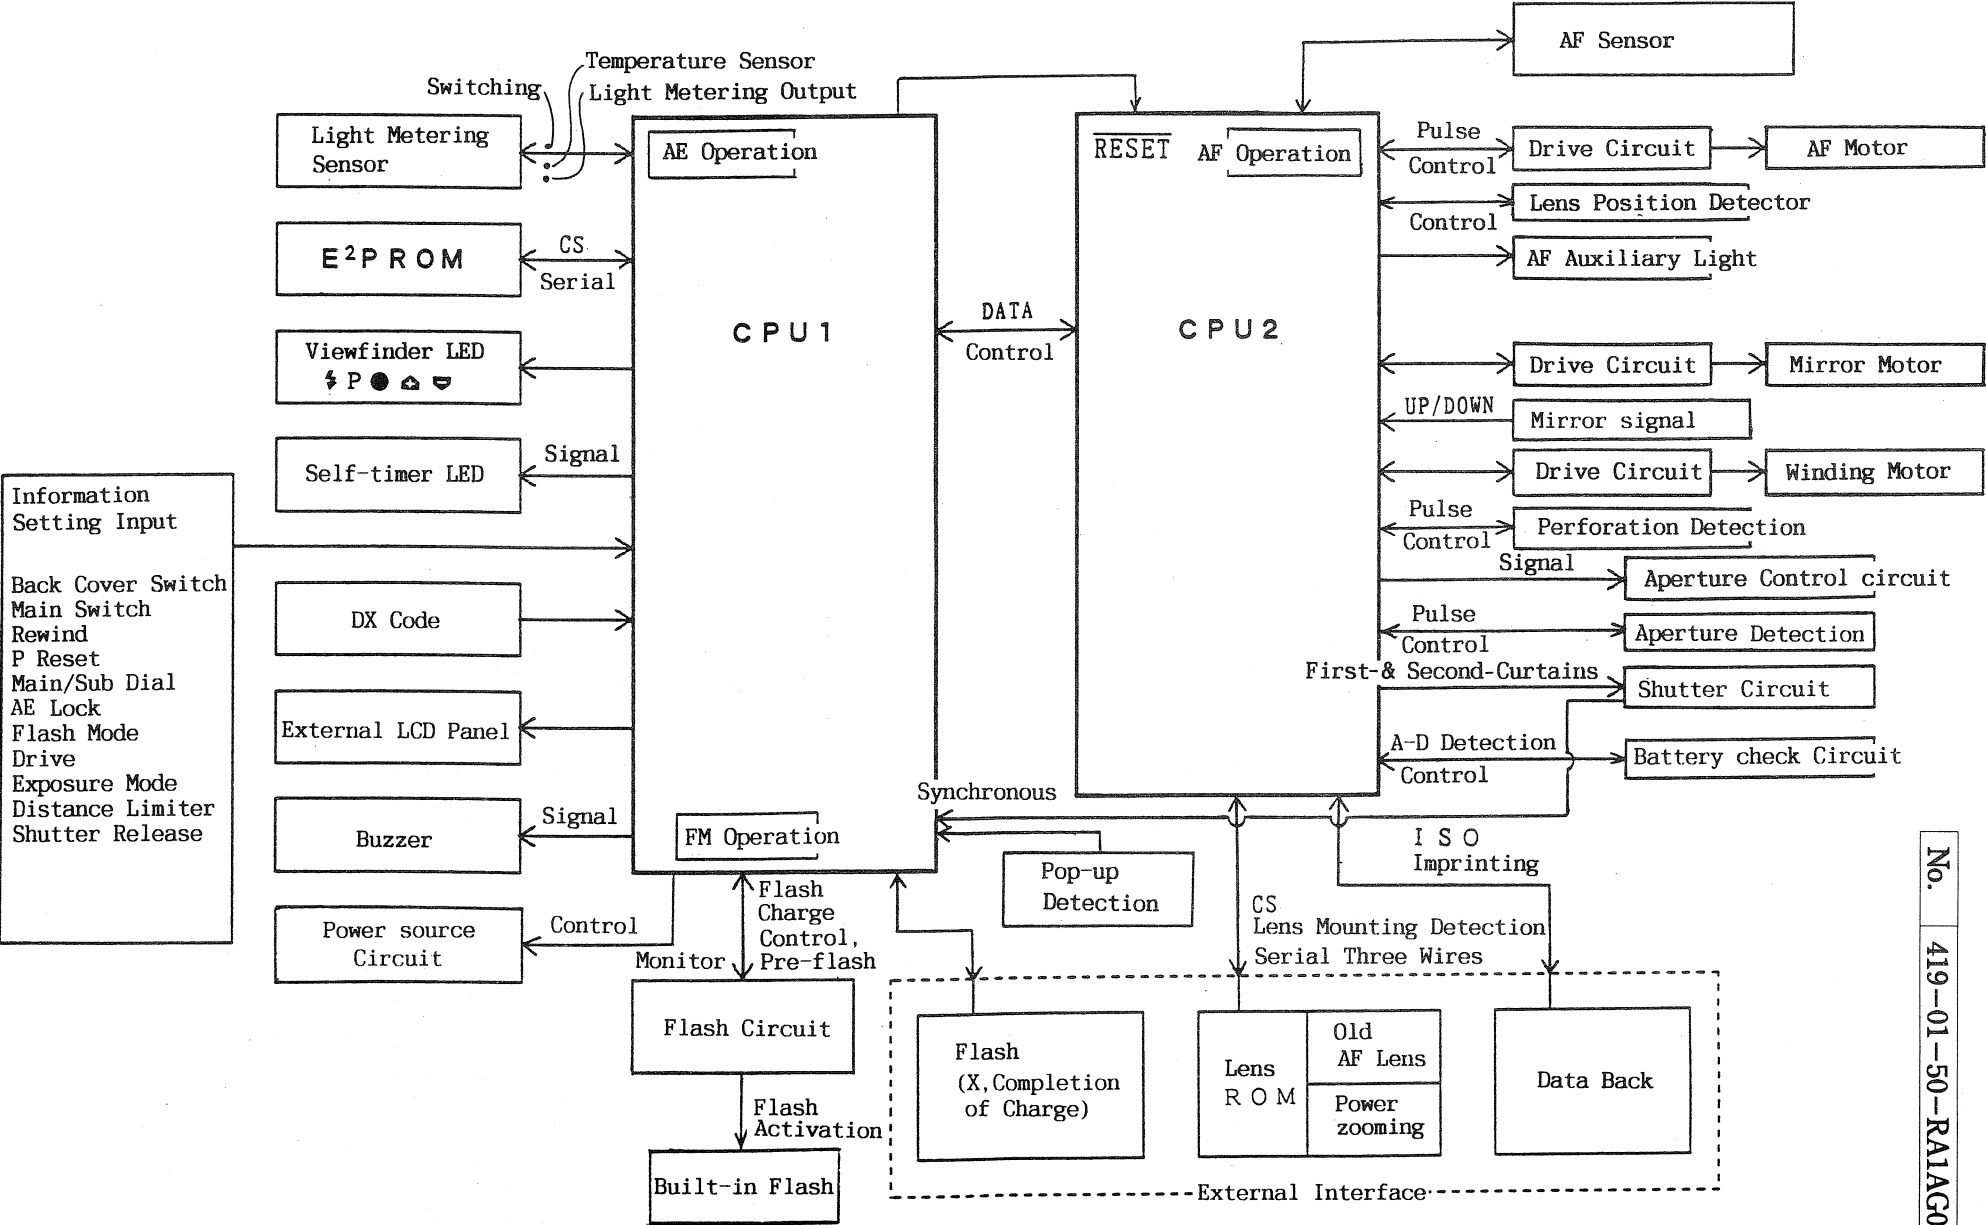 AF Sensor
Temperature Sensor
Switching
Light Metering Output
Light Metering
Sensor
AE Operation
RESET
AF Operation
Pulse
Control
Drive Circuit
AF Motor
Control
Lens Position Detector
AF Auxiliary Light
E²PROM
CS
Serial
CPU1
DATA
Control
CPU2
Viewfinder LED
P
Drive Circuit
Mirror Motor
UP/DOWN
Mirror signal
Self-timer LED
Signal
Drive Circuit
Winding Motor
Pulse
Control
Perforation Detection
Signal
Aperture Control circuit
Information
Setting Input
Back Cover Switch
Main Switch
Rewind
P Reset
Main/Sub Dial
AE Lock
Flash Mode
Drive
Exposure Mode
Distance Limiter
Shutter Release
DX Code
Pulse
Control
Aperture Detection
First-& Second-Curtains
Shutter Circuit
External LCD Panel
A-D Detection
Control
Battery check Circuit
Synchronous
Buzzer
Signal
FM Operation
Pop-up
Detection
ISO
Imprinting
Power source
Circuit
Control
Flash
Charge
Control,
Pre-flash
Monitor
CS
Lens Mounting Detection
Serial Three Wires
Flash Circuit
Flash
(X,Completion
of Charge)
Lens
ROM
Old
AF Lens
Power
zooming
Data Back
Flash
Activation
Built-in Flash
External Interface
No. 419-01-50-RA1AG0